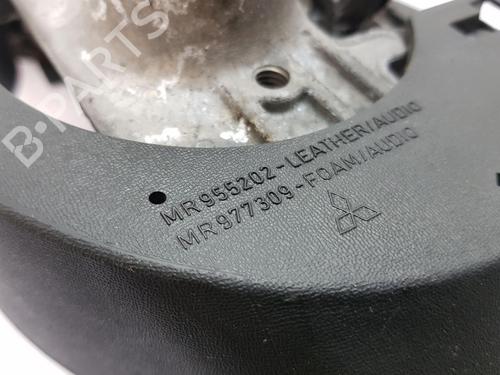 B-PARTS
MR955202-LEATHER/AUDIO
MR977309-FOAM/AUDIO